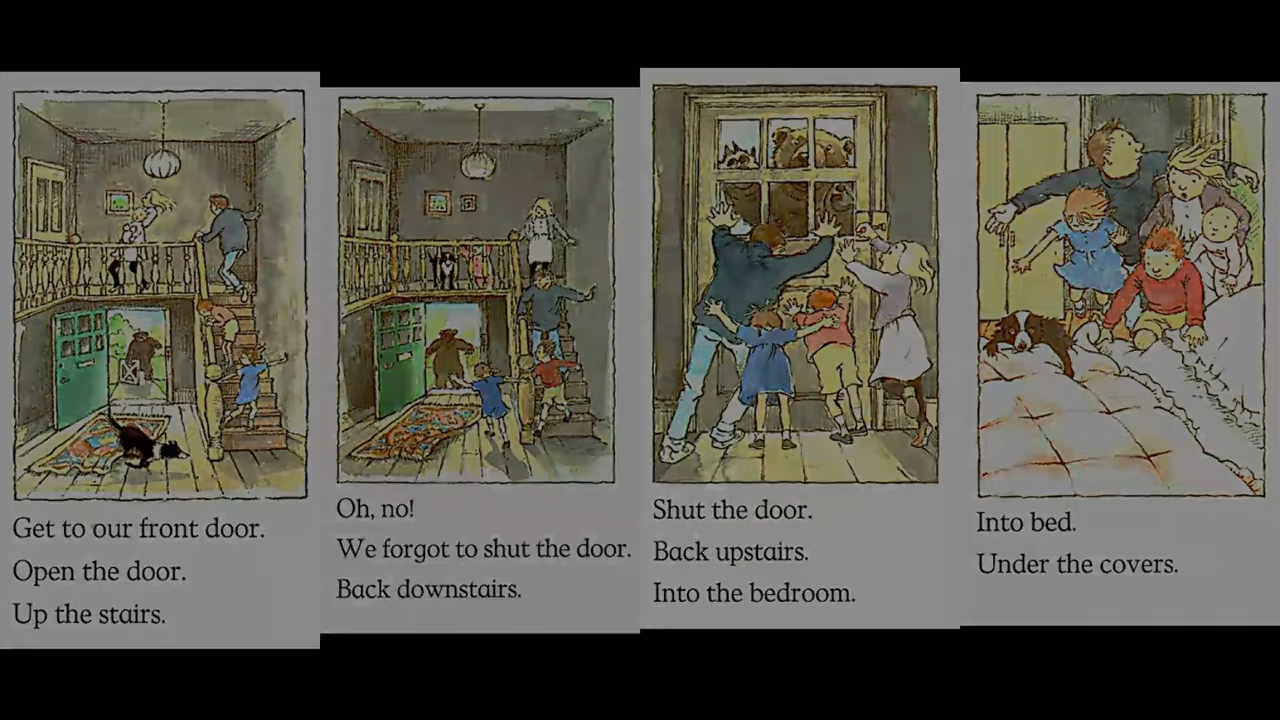 Get to our front door.
Open the door.
Up the stairs.
Oh, no!
We forgot to shut the door.
Back downstairs.
Shut the door.
Back upstairs.
Into the bedroom.
Into bed.
Under the covers.